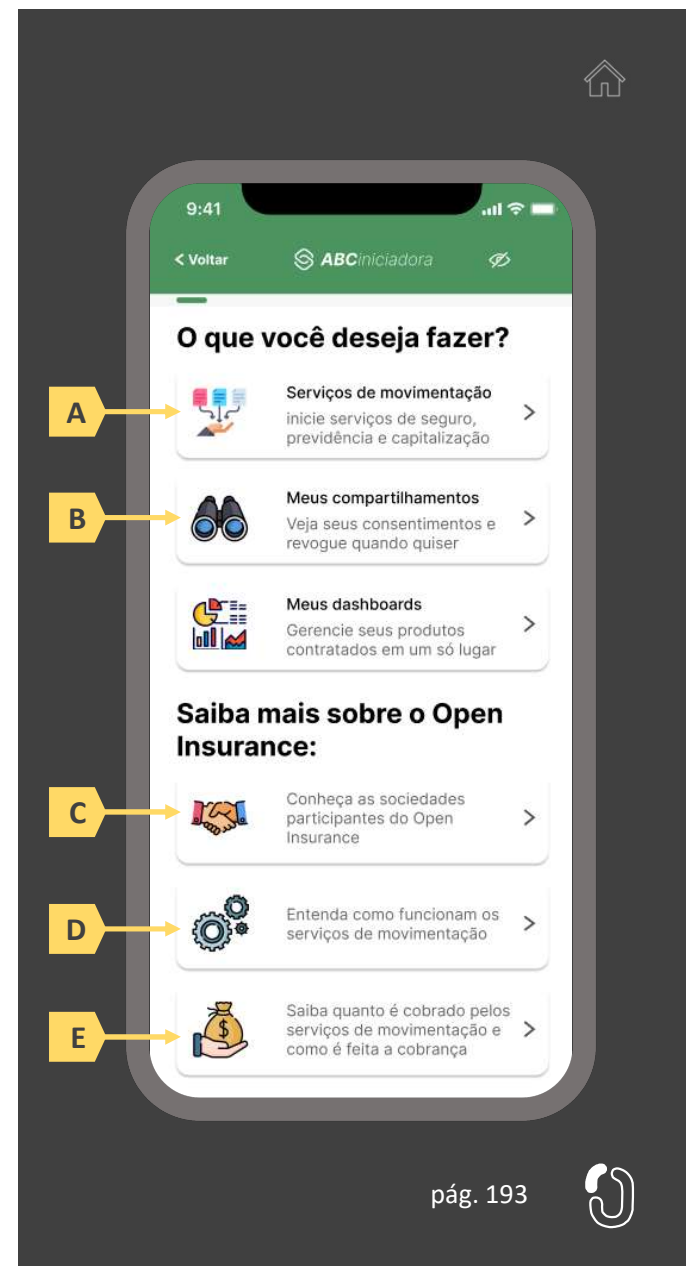 9:41
< Voltar
ABCiniciadora
O que você deseja fazer?
A
Serviços de movimentação
inicie serviços de seguro,
previdência e capitalização
B
Meus compartilhamentos
Veja seus consentimentos e
revogue quando quiser
Meus dashboards
Gerencie seus produtos
contratados em um só lugar
Saiba mais sobre o Open
Insurance:
C
Conheça as sociedades
participantes do Open
Insurance
D
Entenda como funcionam os
serviços de movimentação
E
$
Saiba quanto é cobrado pelos
serviços de movimentação e
como é feita a cobrança
pág. 193